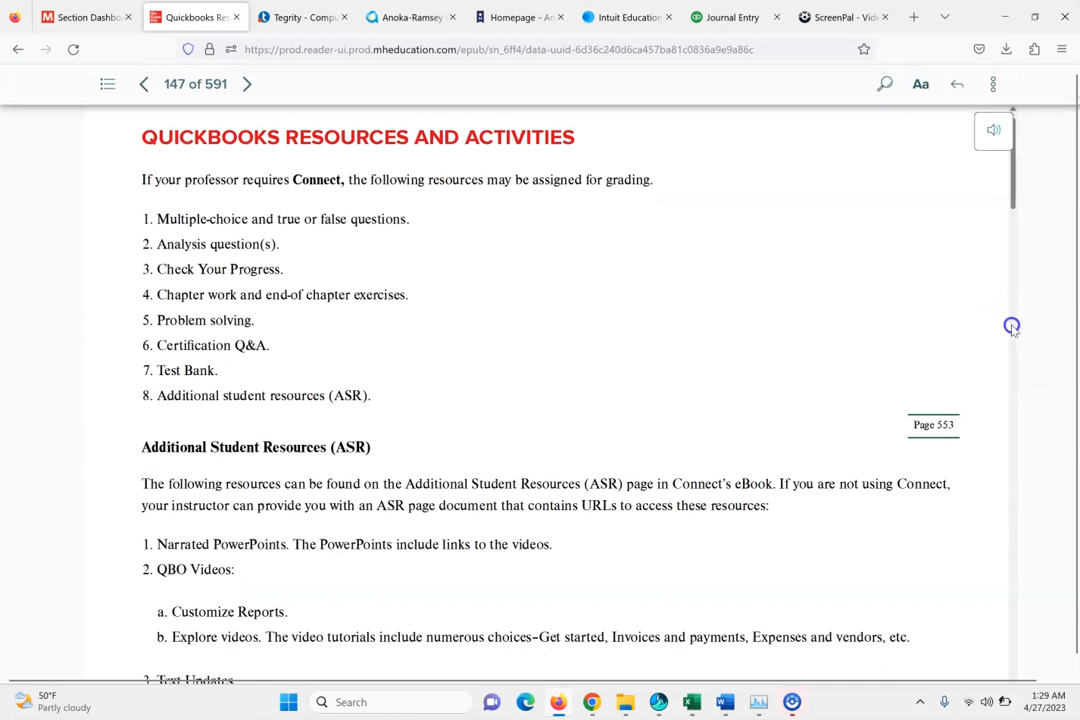 Section Dashbo
Quickbooks Res
Tegrity - Compu
Anoka-Ramsey
Homepage - An
Intuit Education
Journal Entry
ScreenPal - Vid
https://prod.reader-ui.prod.mheducation.com/epub/sn_6ff4/data-uuid-6d36c240d6ca457ba81c0836a9e9a86c
147 of 591
Aa
QUICKBOOKS RESOURCES AND ACTIVITIES
If your professor requires Connect, the following resources may be assigned for grading.
1. Multiple-choice and true or false questions.
2. Analysis question(s).
3. Check Your Progress.
4. Chapter work and end-of chapter exercises.
5. Problem solving.
6. Certification Q&A.
7. Test Bank.
8. Additional student resources (ASR).
Page 553
Additional Student Resources (ASR)
The following resources can be found on the Additional Student Resources (ASR) page in Connect's eBook. If you are not using Connect,
your instructor can provide you with an ASR page document that contains URLs to access these resources:
1. Narrated PowerPoints. The PowerPoints include links to the videos.
2. QBO Videos:
a. Customize Reports.
b. Explore videos. The video tutorials include numerous choices–Get started, Invoices and payments, Expenses and vendors, etc.
3. Text Updates
50°F
Partly cloudy
Search
1:29 AM
4/27/2023